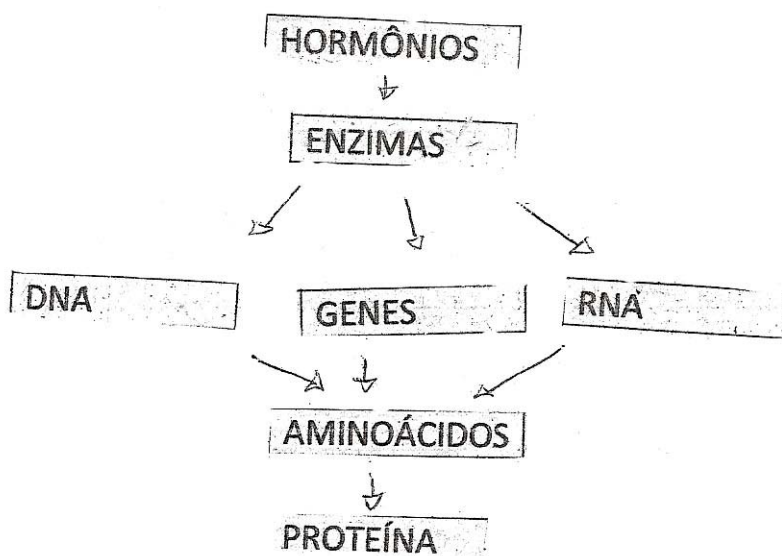 HORMÔNIOS
ENZIMAS
DNA GENES RNA
AMINOÁCIDOS
PROTEÍNA